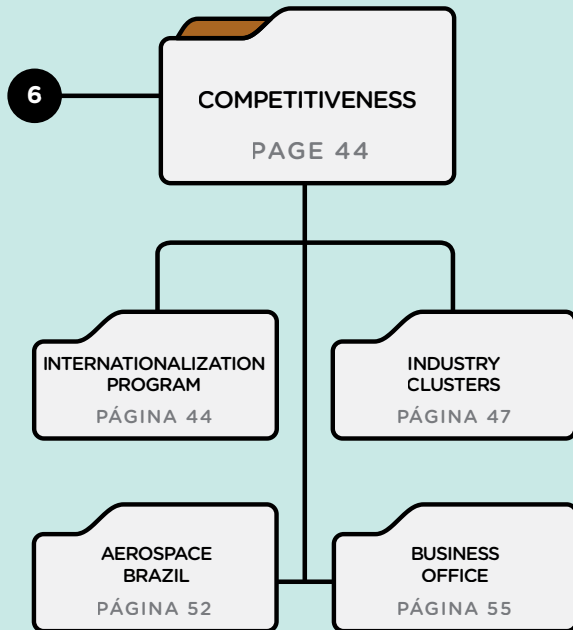 6
COMPETITIVENESS
PAGE 44
INTERNATIONALIZATION
PROGRAM
PÁGINA 44
INDUSTRY
CLUSTERS
PÁGINA 47
AEROSPACE
BRAZIL
PÁGINA 52
BUSINESS
OFFICE
PÁGINA 55